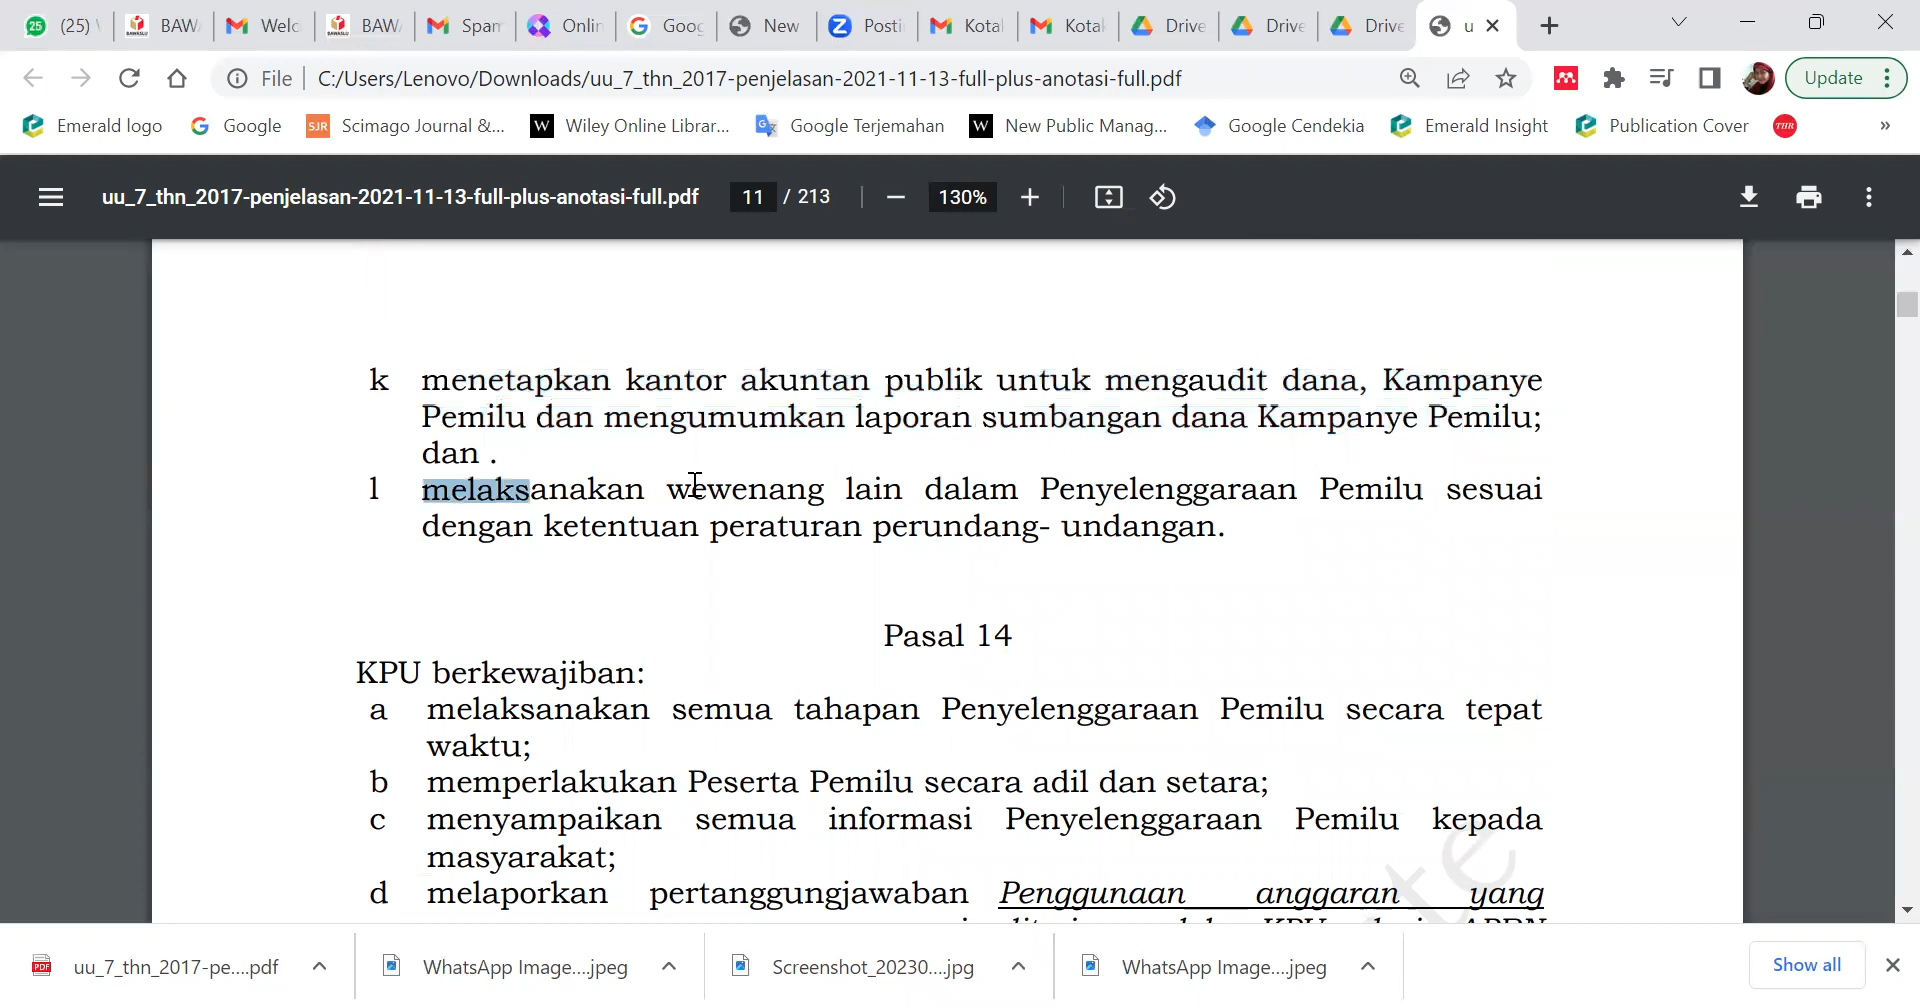 25 (25) BAW Welc BAW Spam Onlin Goog New Posti Kotal Kotal Drive Drive Drive u
File C:/Users/Lenovo/Downloads/uu_7_thn_2017-penjelasan-2021-11-13-full-plus-anotasi-full.pdf Update
Emerald logo Google SJR Scimago Journal &... W Wiley Online Librar... Google Terjemahan W New Public Manag... Google Cendekia Emerald Insight Publication Cover THR »
uu_7_thn_2017-penjelasan-2021-11-13-full-plus-anotasi-full.pdf 11 / 213 130%
k menetapkan kantor akuntan publik untuk mengaudit dana, Kampanye
Pemilu dan mengumumkan laporan sumbangan dana Kampanye Pemilu;
dan .
l melaksanakan wewenang lain dalam Penyelenggaraan Pemilu sesuai
dengan ketentuan peraturan perundang- undangan.
Pasal 14
KPU berkewajiban:
a melaksanakan semua tahapan Penyelenggaraan Pemilu secara tepat
waktu;
b memperlakukan Peserta Pemilu secara adil dan setara;
c menyampaikan semua informasi Penyelenggaraan Pemilu kepada
masyarakat;
d melaporkan pertanggungjawaban Penggunaan anggaran yang
PDF uu_7_thn_2017-pe....pdf WhatsApp Image....jpeg Screenshot_20230....jpg WhatsApp Image....jpeg Show all